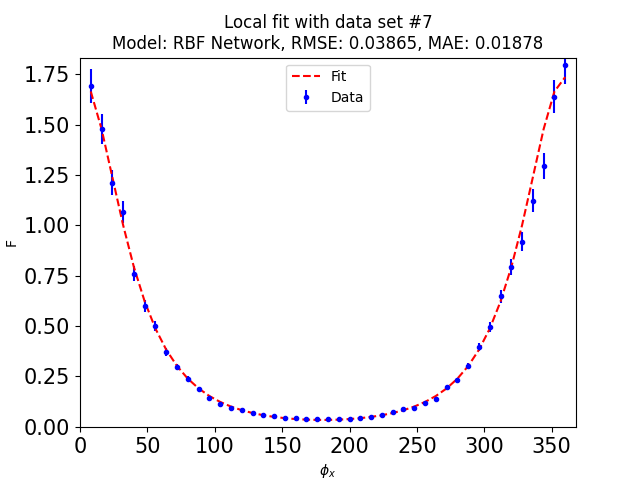 Local fit with data set #7
Model: RBF Network, RMSE: 0.03865, MAE: 0.01878
Fit
Data
1.75
1.50
1.25
1.00
0.75
0.50
0.25
0.00
F
0 50 100 150 200 250 300 350
ϕₓ